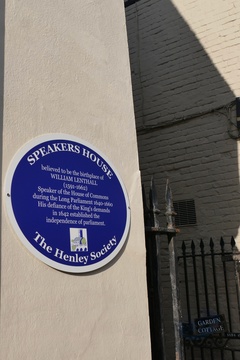 SPEAKERS HOUSE
believed to be the birthplace of
WILLIAM LENTHALL
(1591-1662)
Speaker of the House of Commons
during the Long Parliament 1640-1660
His defiance of the King's demands
in 1642 established the
independence of parliament.
The Henley Society
GARDEN
COTTAGE